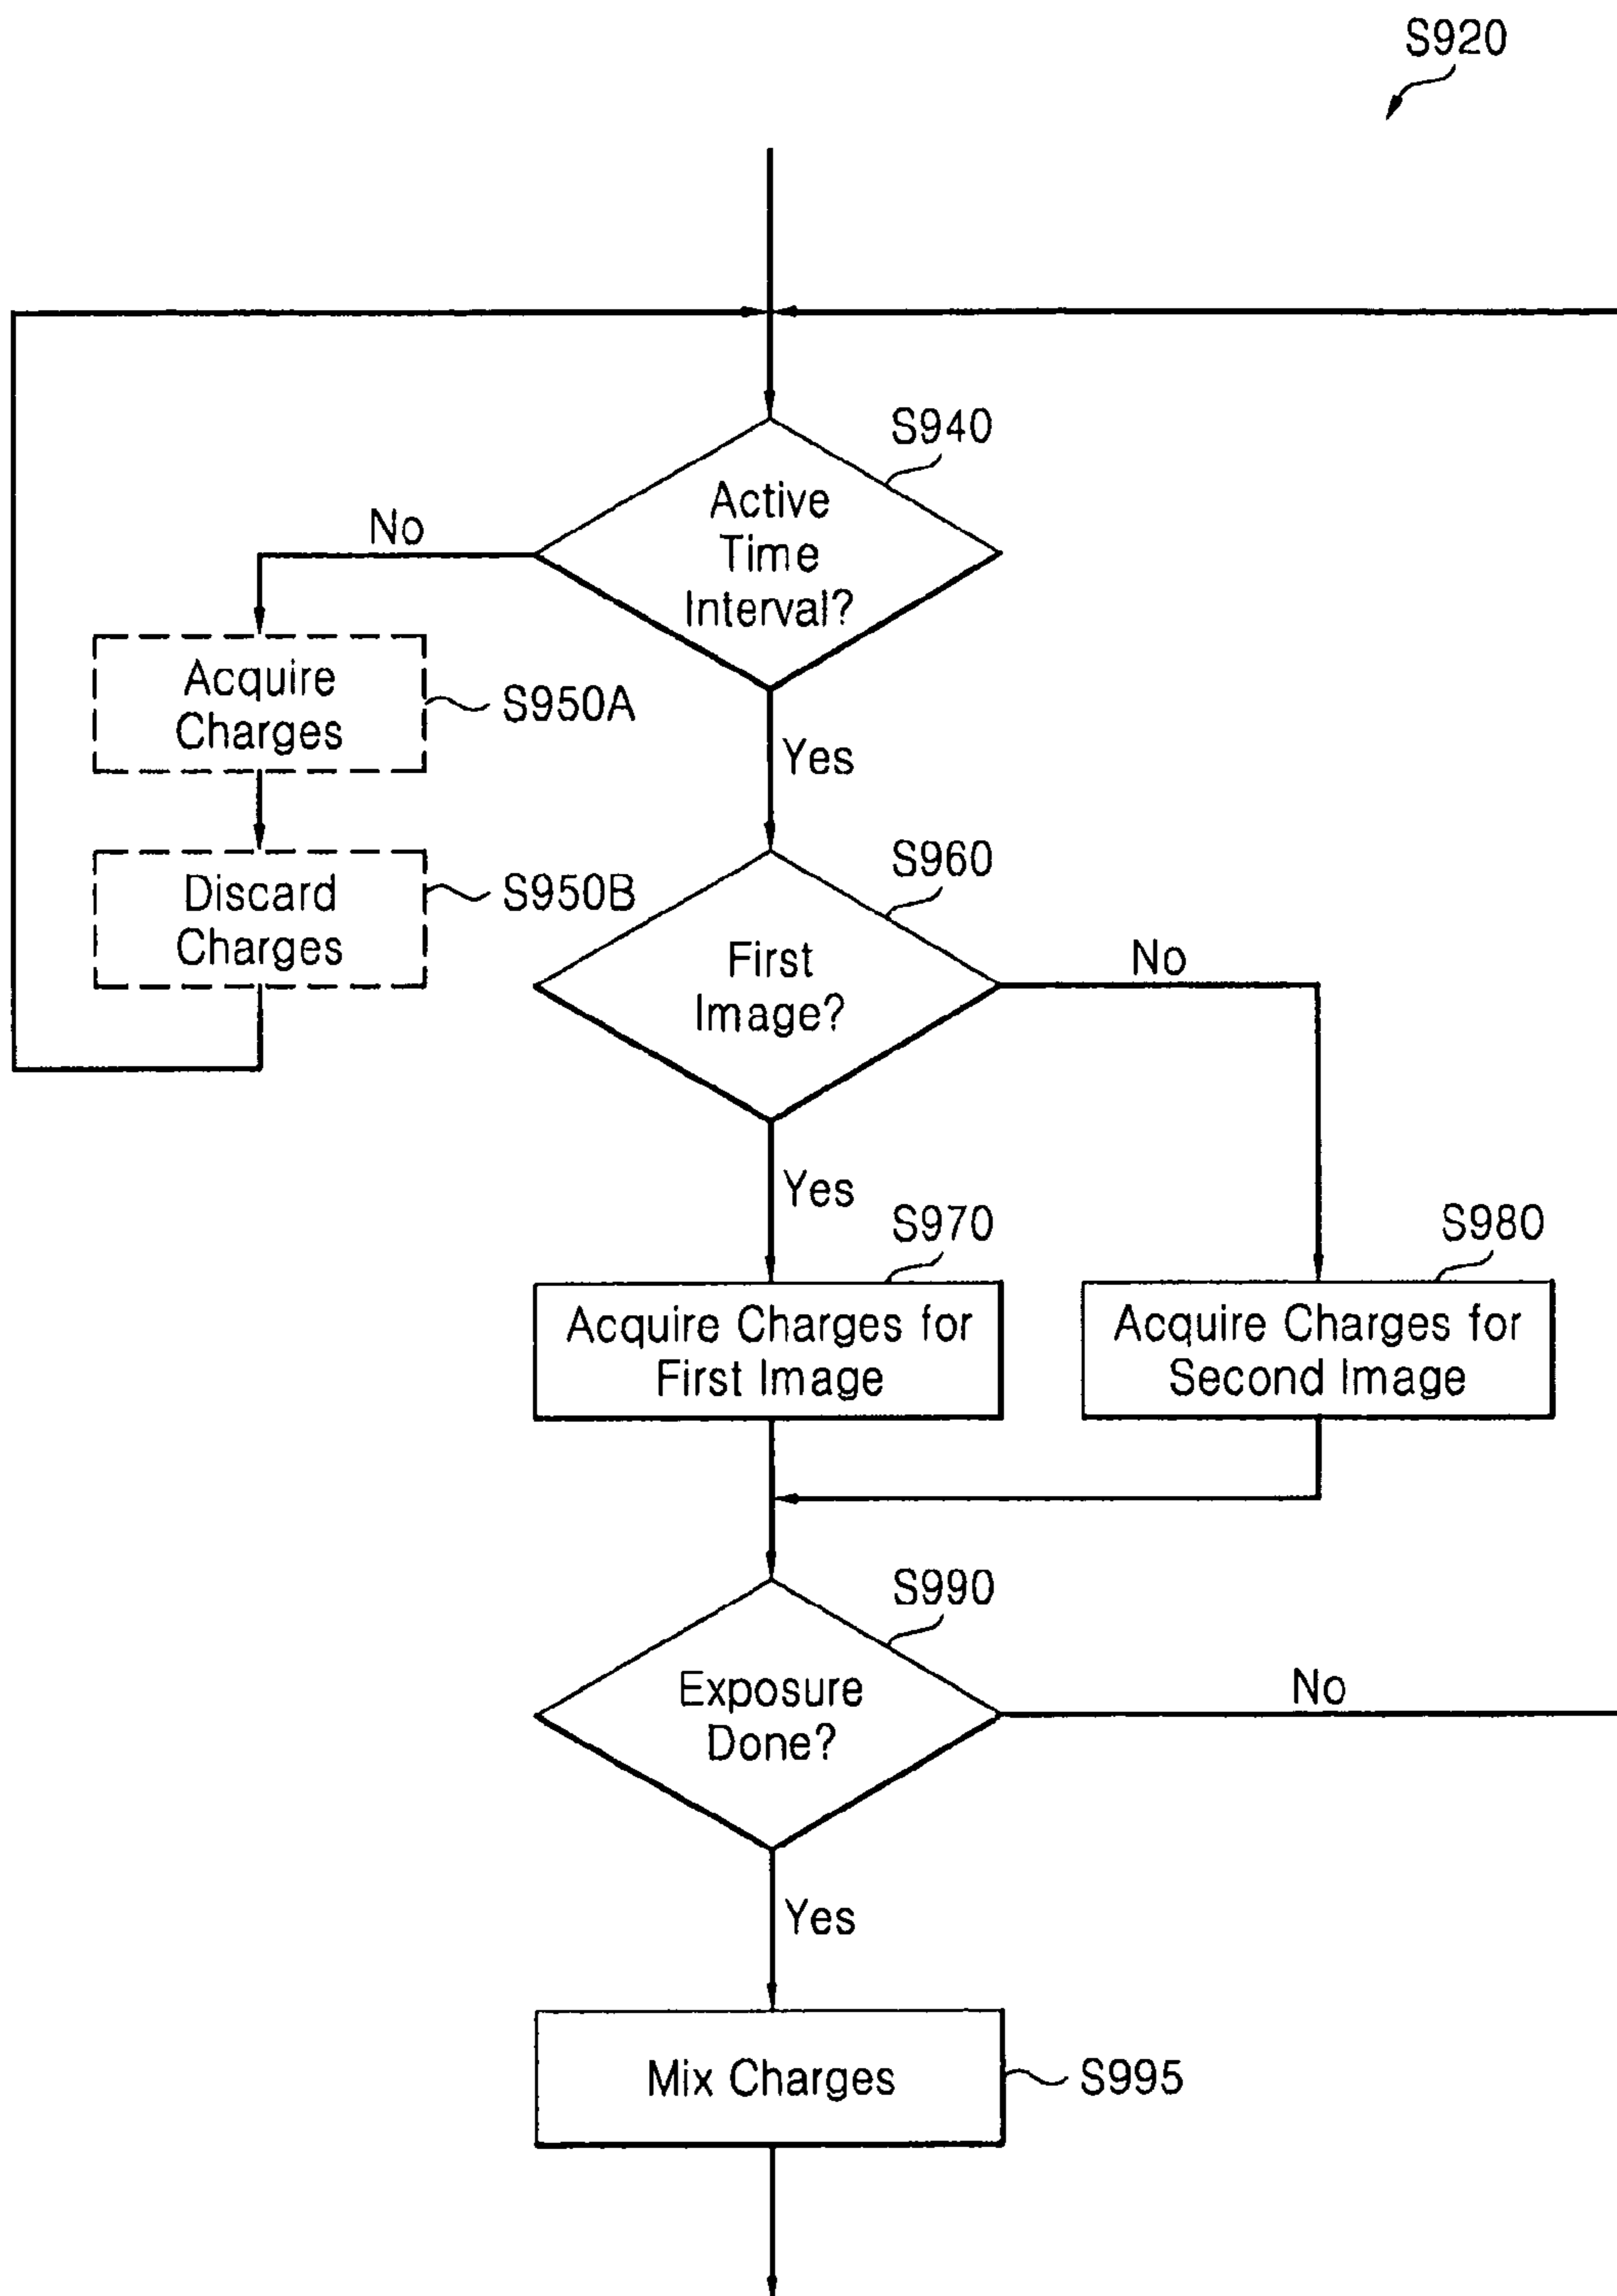 S920
S940
Active
Time
Interval?
No
Acquire
Charges
S950A
Yes
Discard
Charges
S950B
S960
First
Image?
No
Yes
S970
S980
Acquire Charges for
First Image
Acquire Charges for
Second Image
S990
Exposure
Done?
No
Yes
Mix Charges
S995